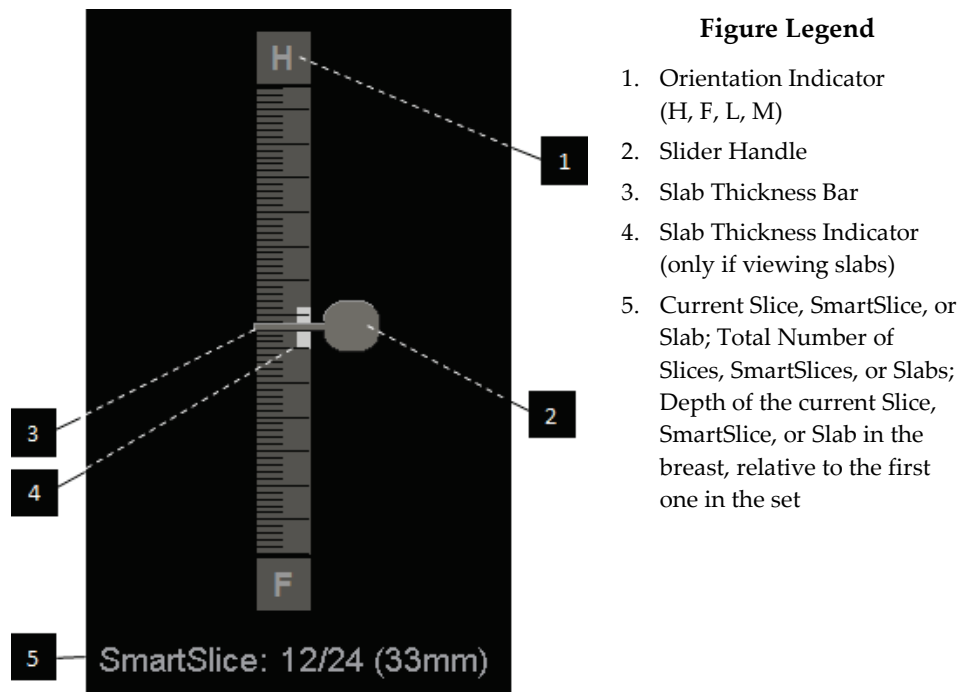 H
1
2
3
4
F
5
SmartSlice: 12/24 (33mm)
Figure Legend
1. Orientation Indicator
(H, F, L, M)
2. Slider Handle
3. Slab Thickness Bar
4. Slab Thickness Indicator
(only if viewing slabs)
5. Current Slice, SmartSlice, or
Slab; Total Number of
Slices, SmartSlices, or Slabs;
Depth of the current Slice,
SmartSlice, or Slab in the
breast, relative to the first
one in the set